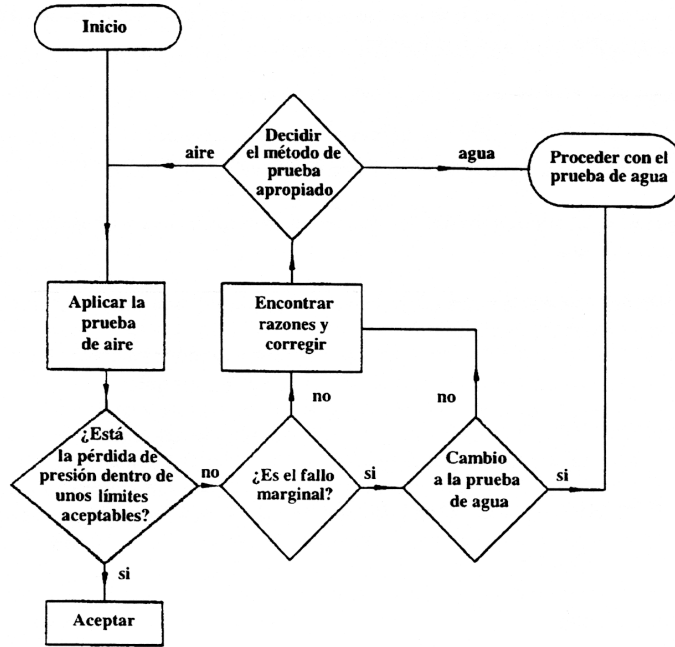 Inicio
Decidir
el método de
prueba
apropiado
aire
agua
Proceder con el
prueba de agua
Aplicar la
prueba
de aire
Encontrar
razones y
corregir
no
no
¿Está
la pérdida de
presión dentro de
unos límites
aceptables?
no
¿Es el fallo
marginal?
si
Cambio
a la prueba
de agua
si
si
Aceptar